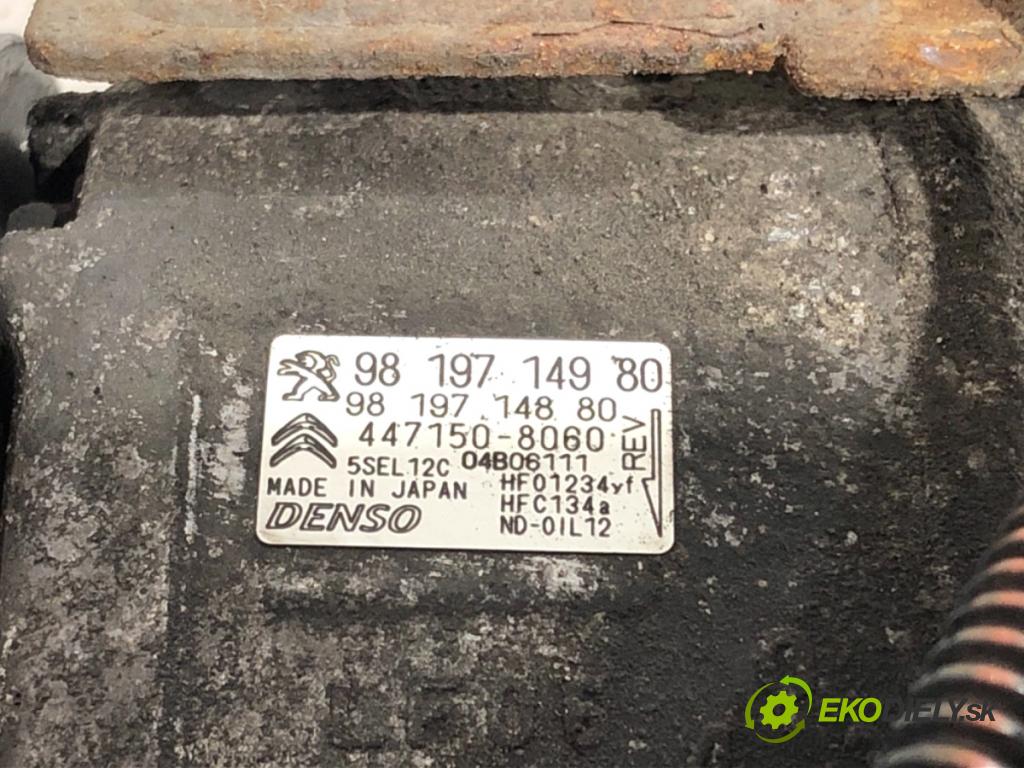 98 197 149 80
98 197 148 80
447150-8060
5SEL12C 04B06111
MADE IN JAPAN
DENSO
HFO1234yf
HFC134a
ND-OIL12
REV
EKODIELY.SK